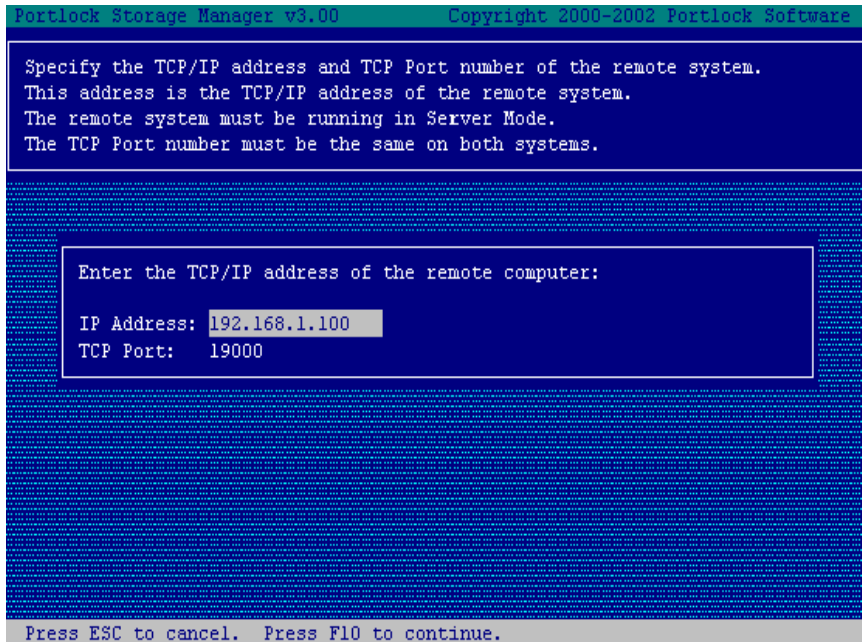 Portlock Storage Manager v3.00 Copyright 2000-2002 Portlock Software
Specify the TCP/IP address and TCP Port number of the remote system.
This address is the TCP/IP address of the remote system.
The remote system must be running in Server Mode.
The TCP Port number must be the same on both systems.
Enter the TCP/IP address of the remote computer:
IP Address: 192.168.1.100
TCP Port: 19000
Press ESC to cancel. Press F10 to continue.